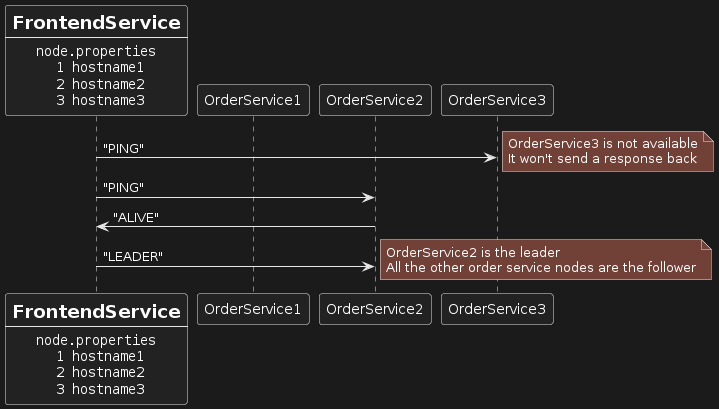 FrontendService
node.properties
1 hostname1
2 hostname2
3 hostname3
OrderService1
OrderService2
OrderService3
"PING"
OrderService3 is not available
It won't send a response back
"PING"
"ALIVE"
"LEADER"
OrderService2 is the leader
All the other order service nodes are the follower
FrontendService
node.properties
1 hostname1
2 hostname2
3 hostname3
OrderService1
OrderService2
OrderService3